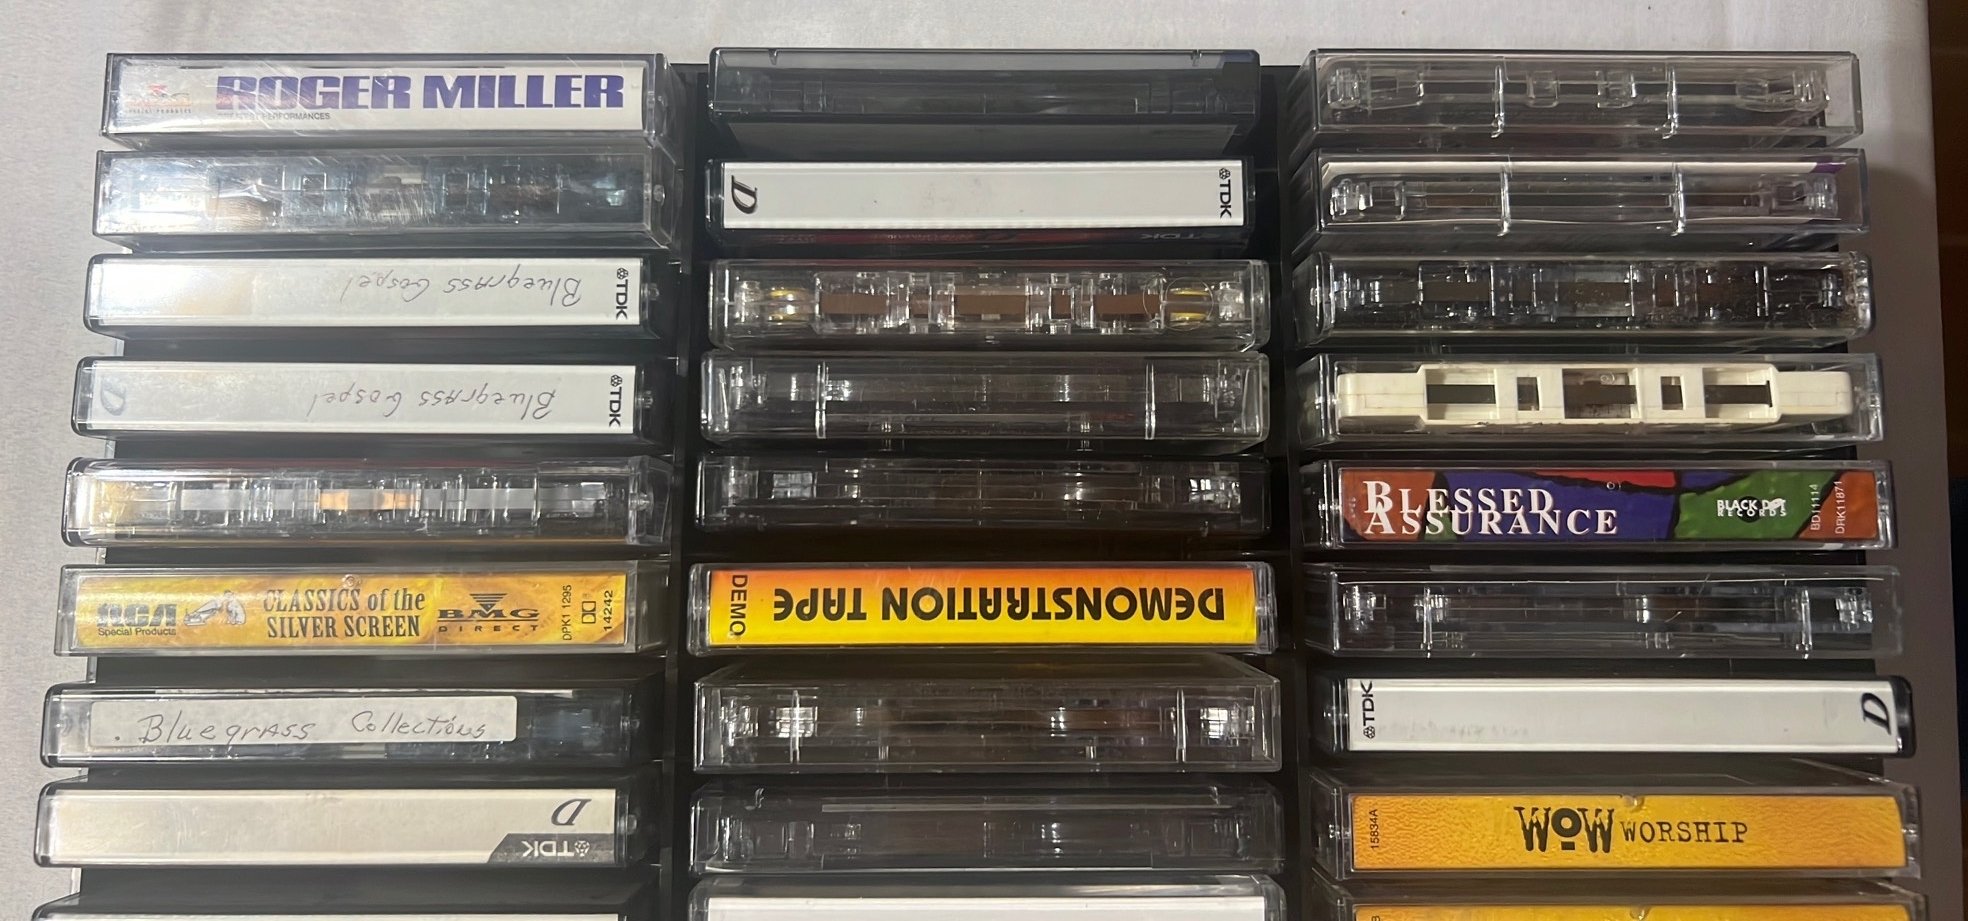 ROGER MILLER
GREATEST PERFORMANCES
SPECIAL PRODUCTS
Bluegrass Gospel
TDK
Bluegrass Gospel
TDK
D
RCA
Special Products
CLASSICS of the
SILVER SCREEN
BMG
DIRECT
DPK1 1295
14242
. Bluegrass Collections
D
TDK
D
TDK
TDK
DEMO
DEMONSTRATION TAPE
BLESSED
ASSURANCE
BLACK DOT
RECORDS
BD11114
DRK11871
TDK
D
15834A
WOW WORSHIP